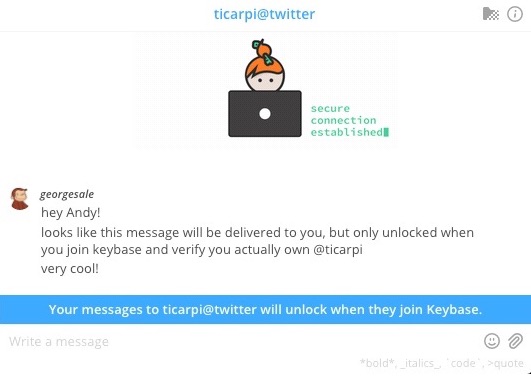 ticarpi@twitter
secure
connection
established
georgesale
hey Andy!
looks like this message will be delivered to you, but only unlocked when
you join keybase and verify you actually own @ticarpi
very cool!
Your messages to ticarpi@twitter will unlock when they join Keybase.
Write a message
*bold*, _italics_, `code`, >quote